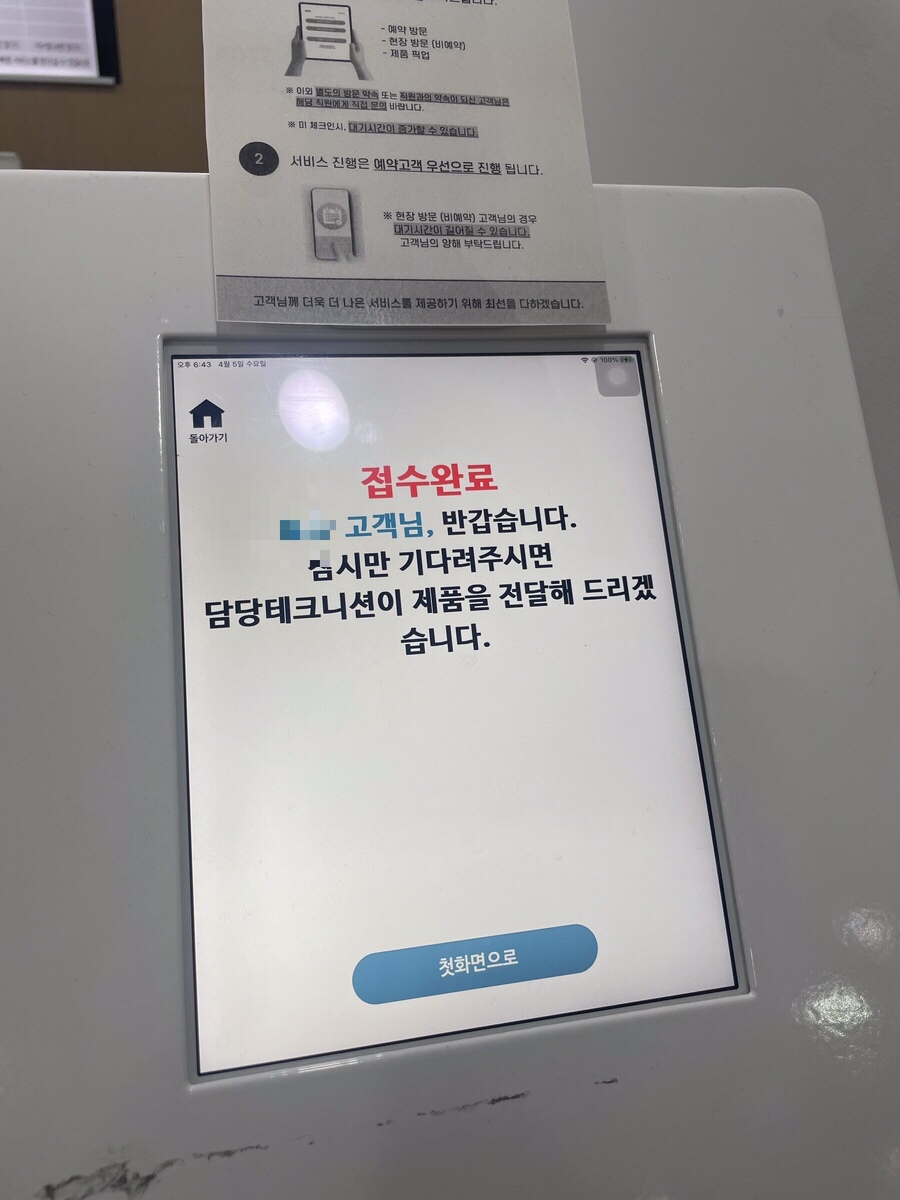 - 예약 방문
- 현장 방문 (비예약)
- 제품 픽업
※ 이외 별도의 방문 약속 또는 직원과의 약속이 되신 고객님은
해당 직원에게 직접 문의 바랍니다.
※ 미 체크인시, 대기시간이 증가할 수 있습니다.
2 서비스 진행은 예약고객 우선으로 진행 됩니다.
※ 현장 방문 (비예약) 고객님의 경우
대기시간이 길어질 수 있습니다.
고객님의 양해 부탁드립니다.
고객님께 더욱 더 나은 서비스를 제공하기 위해 최선을 다하겠습니다.
오후 6:43 4월 5일 수요일 100%
돌아가기
접수완료
고객님, 반갑습니다.
잠시만 기다려주시면
담당테크니션이 제품을 전달해 드리겠
습니다.
첫화면으로